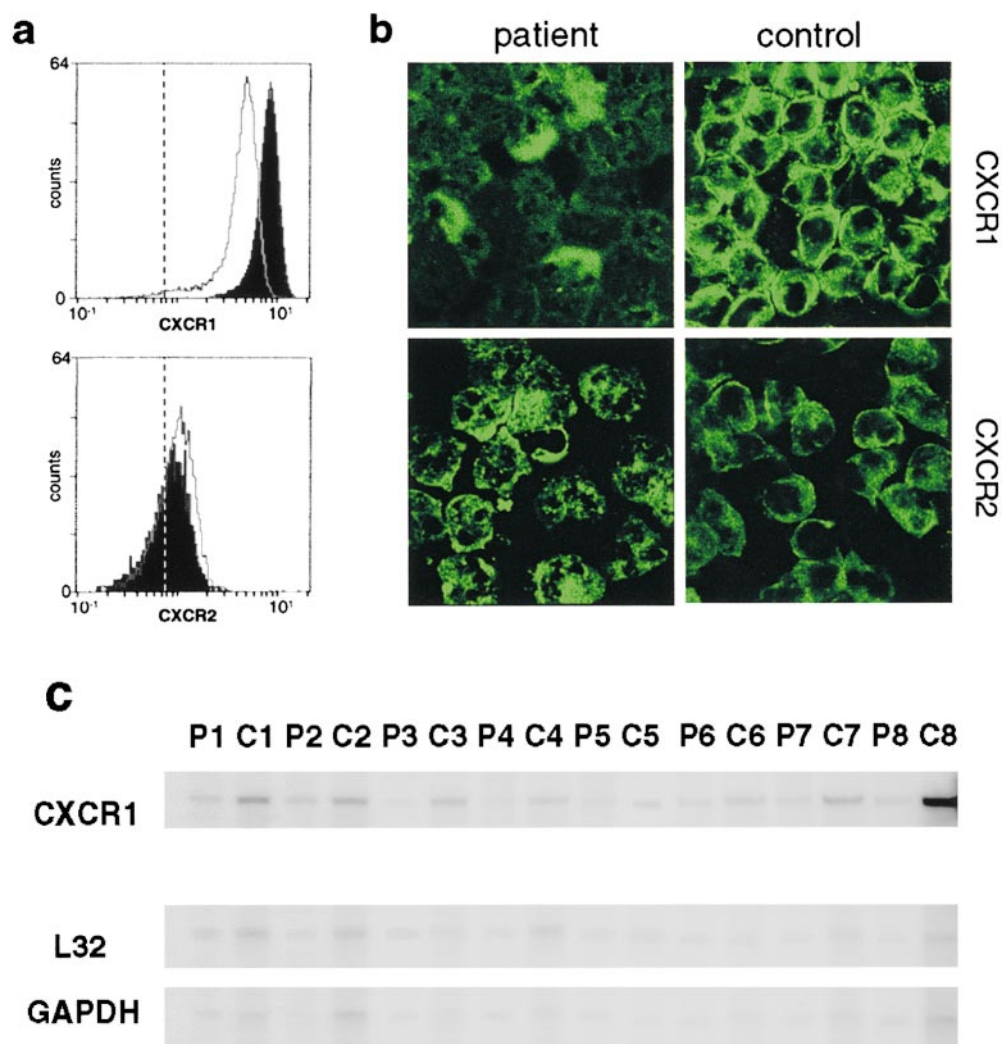 a
64
counts
0
10-1
CXCR1
101
64
counts
0
10-1
CXCR2
101
b
patient control
CXCR1
CXCR2
c
P1 C1 P2 C2 P3 C3 P4 C4 P5 C5 P6 C6 P7 C7 P8 C8
CXCR1
L32
GAPDH